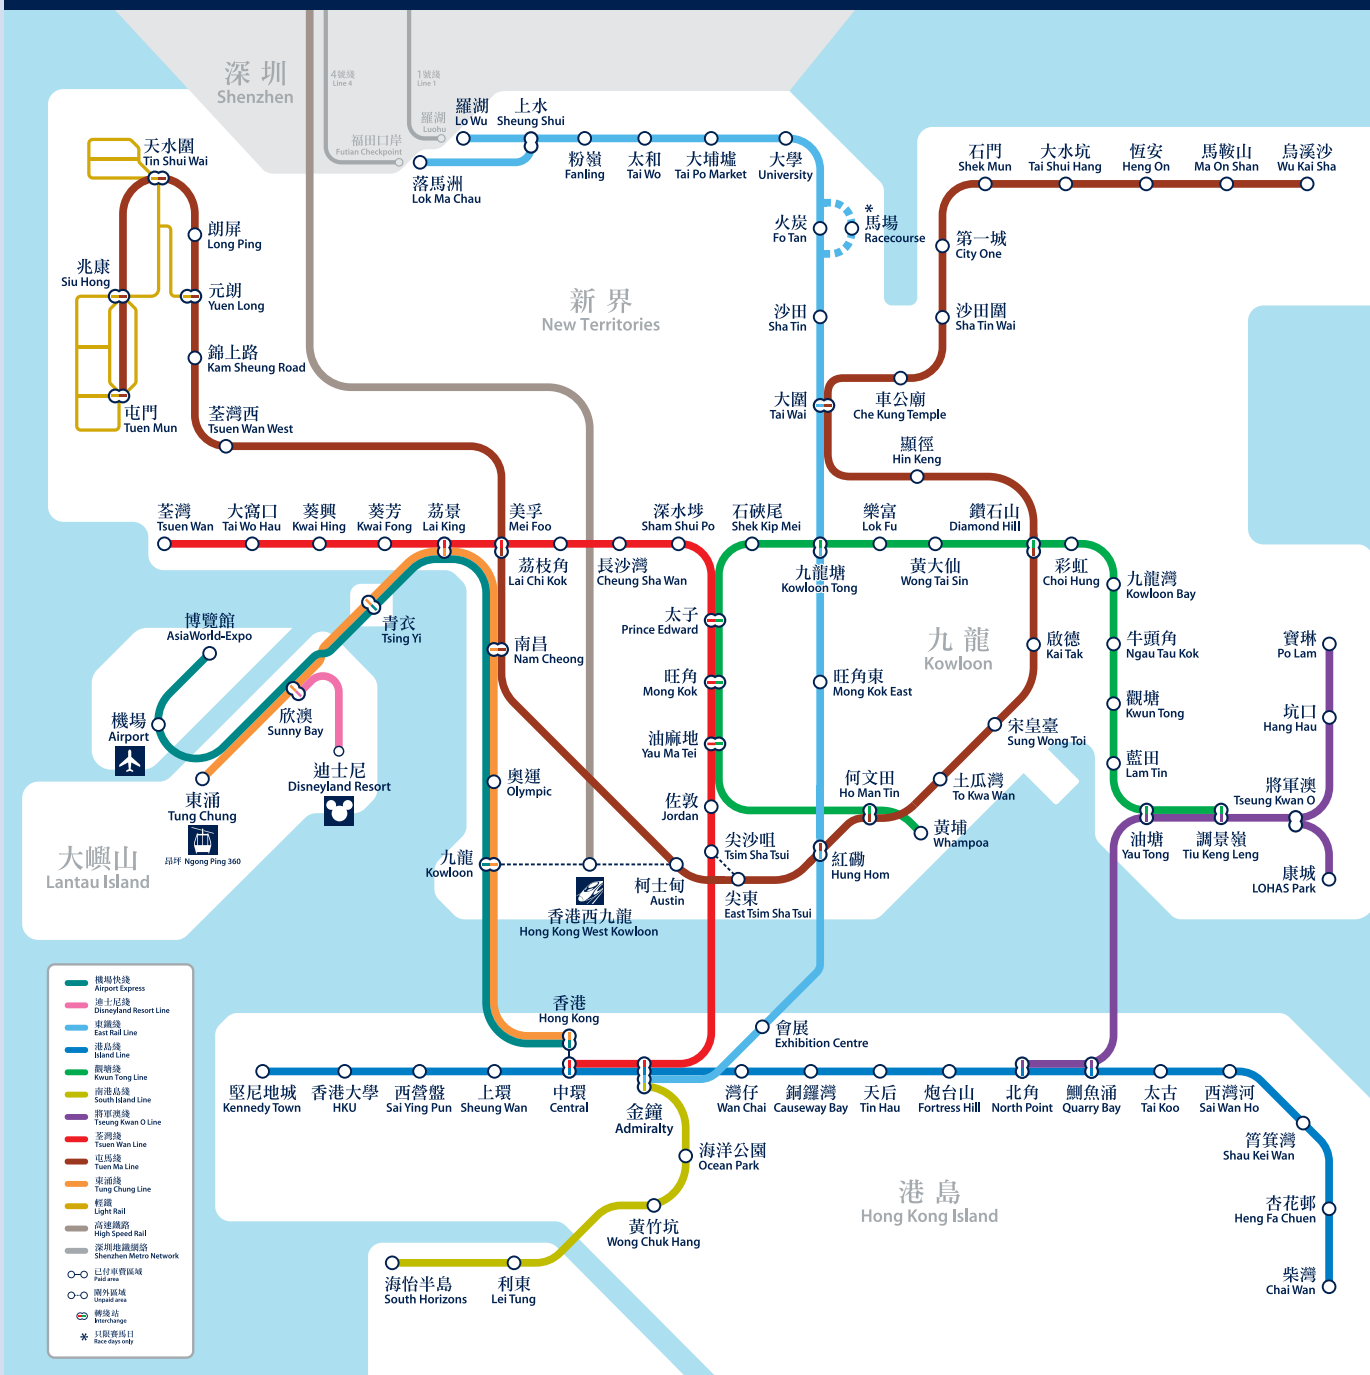 深圳
Shenzhen
4號綫
Line 4
1號綫
Line 1
羅湖
Luohu
福田口岸
Futian Checkpoint
羅湖
Lo Wu
上水
Sheung Shui
落馬洲
Lok Ma Chau
粉嶺
Fanling
太和
Tai Wo
大埔墟
Tai Po Market
大學
University
火炭
Fo Tan
*
馬場
Racecourse
沙田
Sha Tin
大圍
Tai Wai
石門
Shek Mun
大水坑
Tai Shui Hang
恆安
Heng On
馬鞍山
Ma On Shan
烏溪沙
Wu Kai Sha
第一城
City One
沙田圍
Sha Tin Wai
車公廟
Che Kung Temple
顯徑
Hin Keng
天水圍
Tin Shui Wai
朗屏
Long Ping
兆康
Siu Hong
元朗
Yuen Long
錦上路
Kam Sheung Road
屯門
Tuen Mun
荃灣西
Tsuen Wan West
新界
New Territories
荃灣
Tsuen Wan
大窩口
Tai Wo Hau
葵興
Kwai Hing
葵芳
Kwai Fong
荔景
Lai King
美孚
Mei Foo
荔枝角
Lai Chi Kok
長沙灣
Cheung Sha Wan
深水埗
Sham Shui Po
石硤尾
Shek Kip Mei
九龍塘
Kowloon Tong
樂富
Lok Fu
黃大仙
Wong Tai Sin
鑽石山
Diamond Hill
彩虹
Choi Hung
九龍灣
Kowloon Bay
牛頭角
Ngau Tau Kok
觀塘
Kwun Tong
藍田
Lam Tin
油塘
Yau Tong
調景嶺
Tiu Keng Leng
將軍澳
Tseung Kwan O
寶琳
Po Lam
坑口
Hang Hau
康城
LOHAS Park
太子
Prince Edward
旺角
Mong Kok
油麻地
Yau Ma Tei
佐敦
Jordan
尖沙咀
Tsim Sha Tsui
尖東
East Tsim Sha Tsui
旺角東
Mong Kok East
九龍
Kowloon
啟德
Kai Tak
宋皇臺
Sung Wong Toi
土瓜灣
To Kwa Wan
何文田
Ho Man Tin
黃埔
Whampoa
紅磡
Hung Hom
博覽館
AsiaWorld-Expo
青衣
Tsing Yi
機場
Airport
欣澳
Sunny Bay
迪士尼
Disneyland Resort
東涌
Tung Chung
昂坪 Ngong Ping 360
大嶼山
Lantau Island
南昌
Nam Cheong
奧運
Olympic
九龍
Kowloon
香港西九龍
Hong Kong West Kowloon
柯士甸
Austin
香港
Hong Kong
會展
Exhibition Centre
堅尼地城
Kennedy Town
香港大學
HKU
西營盤
Sai Ying Pun
上環
Sheung Wan
中環
Central
金鐘
Admiralty
灣仔
Wan Chai
銅鑼灣
Causeway Bay
天后
Tin Hau
炮台山
Fortress Hill
北角
North Point
鰂魚涌
Quarry Bay
太古
Tai Koo
西灣河
Sai Wan Ho
筲箕灣
Shau Kei Wan
杏花邨
Heng Fa Chuen
柴灣
Chai Wan
海洋公園
Ocean Park
黃竹坑
Wong Chuk Hang
利東
Lei Tung
海怡半島
South Horizons
港島
Hong Kong Island
機場快綫
Airport Express
迪士尼綫
Disneyland Resort Line
東鐵綫
East Rail Line
港島綫
Island Line
觀塘綫
Kwun Tong Line
南港島綫
South Island Line
將軍澳綫
Tseung Kwan O Line
荃灣綫
Tsuen Wan Line
屯馬綫
Tuen Ma Line
東涌綫
Tung Chung Line
輕鐵
Light Rail
高速鐵路
High Speed Rail
深圳地鐵網絡
Shenzhen Metro Network
已付車費區域
Paid area
閘外區域
Unpaid area
轉綫站
Interchange
* 只限賽馬日
Race days only